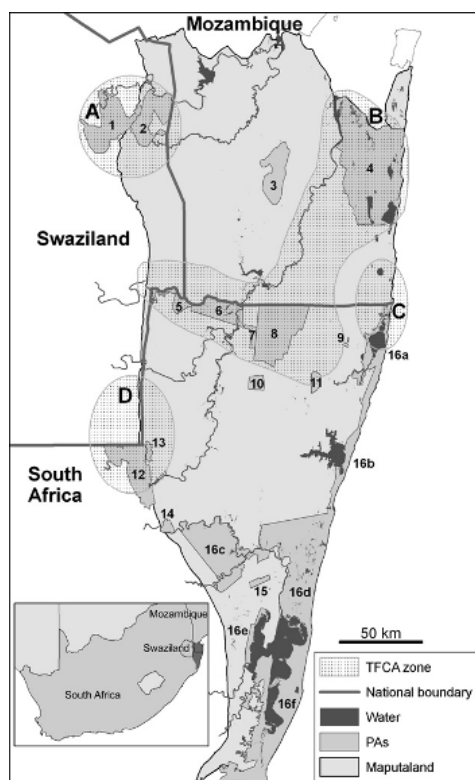 Mozambique
A
1
2
B
3
4
Swaziland
5
6
7
8
9
C
16a
10
11
D
13
12
South
Africa
16b
14
16c
15
16d
16e
16f
50 km
Mozambique
Swaziland
South Africa
TFCA zone
National boundary
Water
PAs
Maputaland